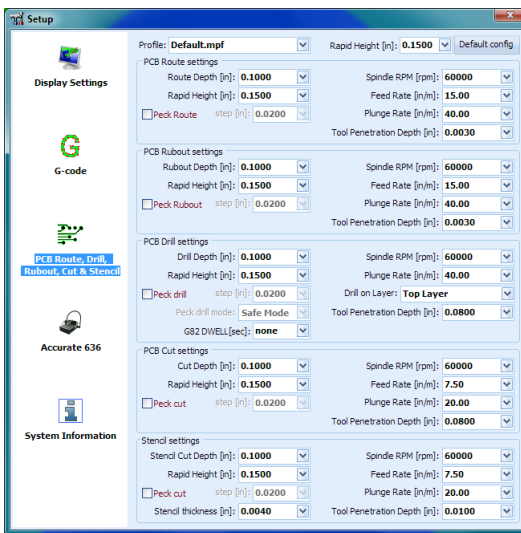 Setup
Display Settings
G-code
PCB Route, Drill,
Rubout, Cut & Stencil
Accurate 636
System Information
Profile: Default.mpf Rapid Height [in]: 0.1500 Default config
PCB Route settings
Route Depth [in]: 0.1000 Spindle RPM [rpm]: 60000
Rapid Height [in]: 0.1500 Feed Rate [in/m]: 15.00
Peck Route step [in]: 0.0200 Plunge Rate [in/m]: 40.00
Tool Penetration Depth [in]: 0.0030
PCB Rubout settings
Rubout Depth [in]: 0.1000 Spindle RPM [rpm]: 60000
Rapid Height [in]: 0.1500 Feed Rate [in/m]: 15.00
Peck Rubout step [in]: 0.0200 Plunge Rate [in/m]: 40.00
Tool Penetration Depth [in]: 0.0030
PCB Drill settings
Drill Depth [in]: 0.1000 Spindle RPM [rpm]: 60000
Rapid Height [in]: 0.1500 Plunge Rate [in/m]: 40.00
Peck drill step [in]: 0.0200 Drill on Layer: Top Layer
Peck drill mode: Safe Mode Tool Penetration Depth [in]: 0.0800
G82 DWELL[sec]: none
PCB Cut settings
Cut Depth [in]: 0.1000 Spindle RPM [rpm]: 60000
Rapid Height [in]: 0.1500 Feed Rate [in/m]: 7.50
Peck cut step [in]: 0.0200 Plunge Rate [in/m]: 20.00
Tool Penetration Depth [in]: 0.0800
Stencil settings
Stencil Cut Depth [in]: 0.1000 Spindle RPM [rpm]: 60000
Rapid Height [in]: 0.1500 Feed Rate [in/m]: 7.50
Peck cut step [in]: 0.0200 Plunge Rate [in/m]: 20.00
Stencil thickness [in]: 0.0040 Tool Penetration Depth [in]: 0.0100